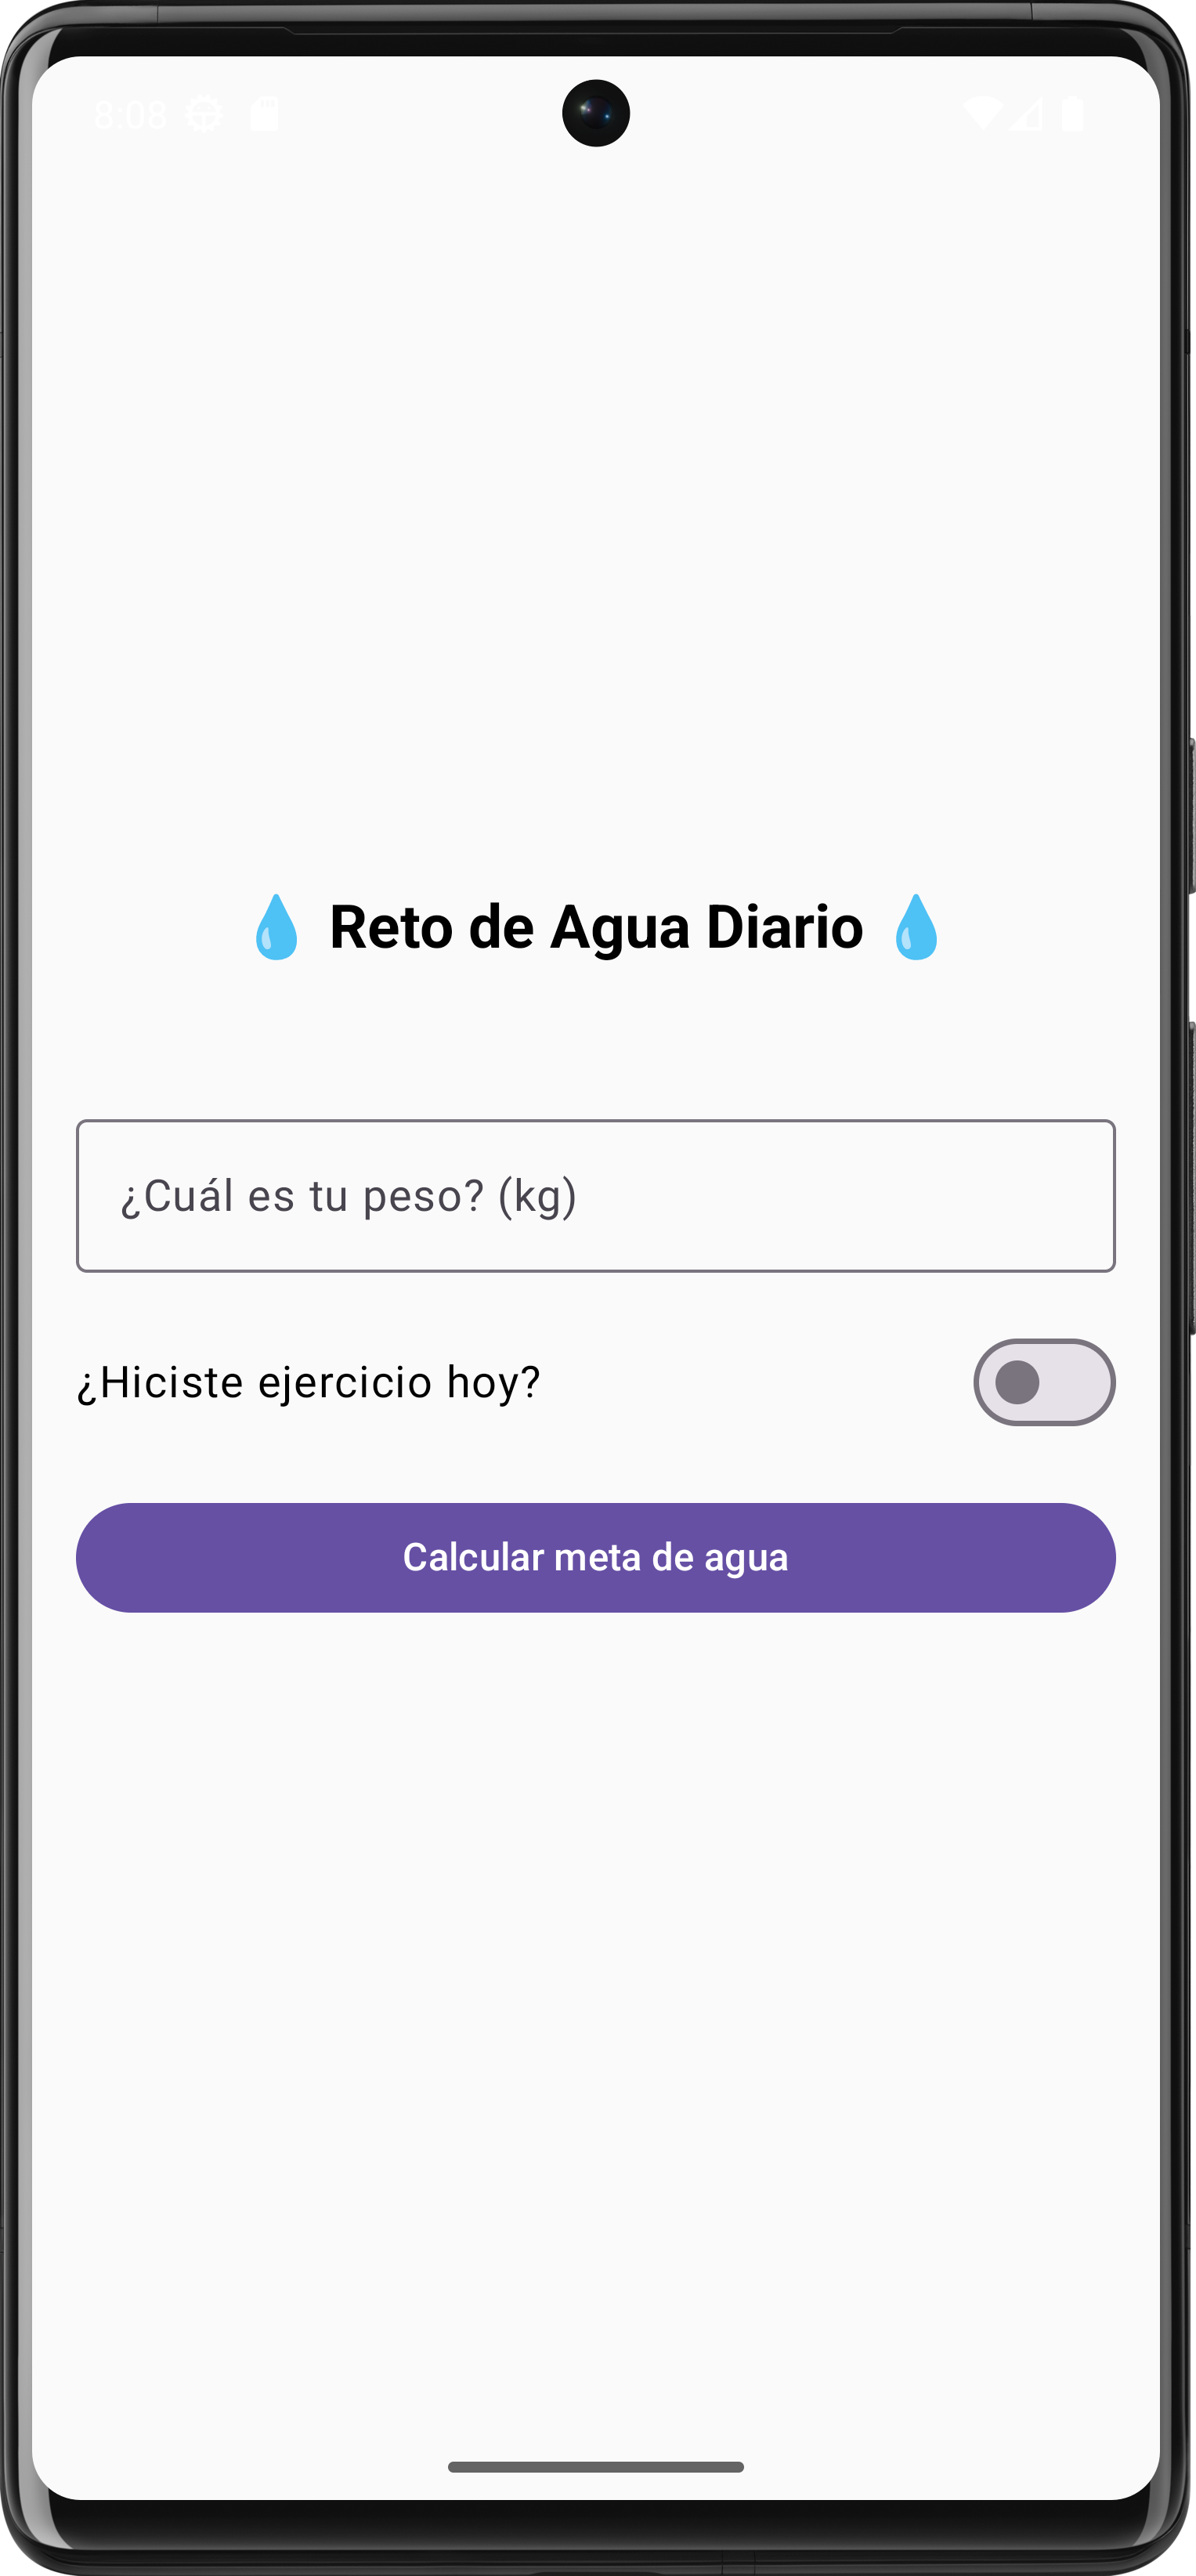 8:08
💧 Reto de Agua Diario 💧
¿Cuál es tu peso? (kg)
¿Hiciste ejercicio hoy?
Calcular meta de agua